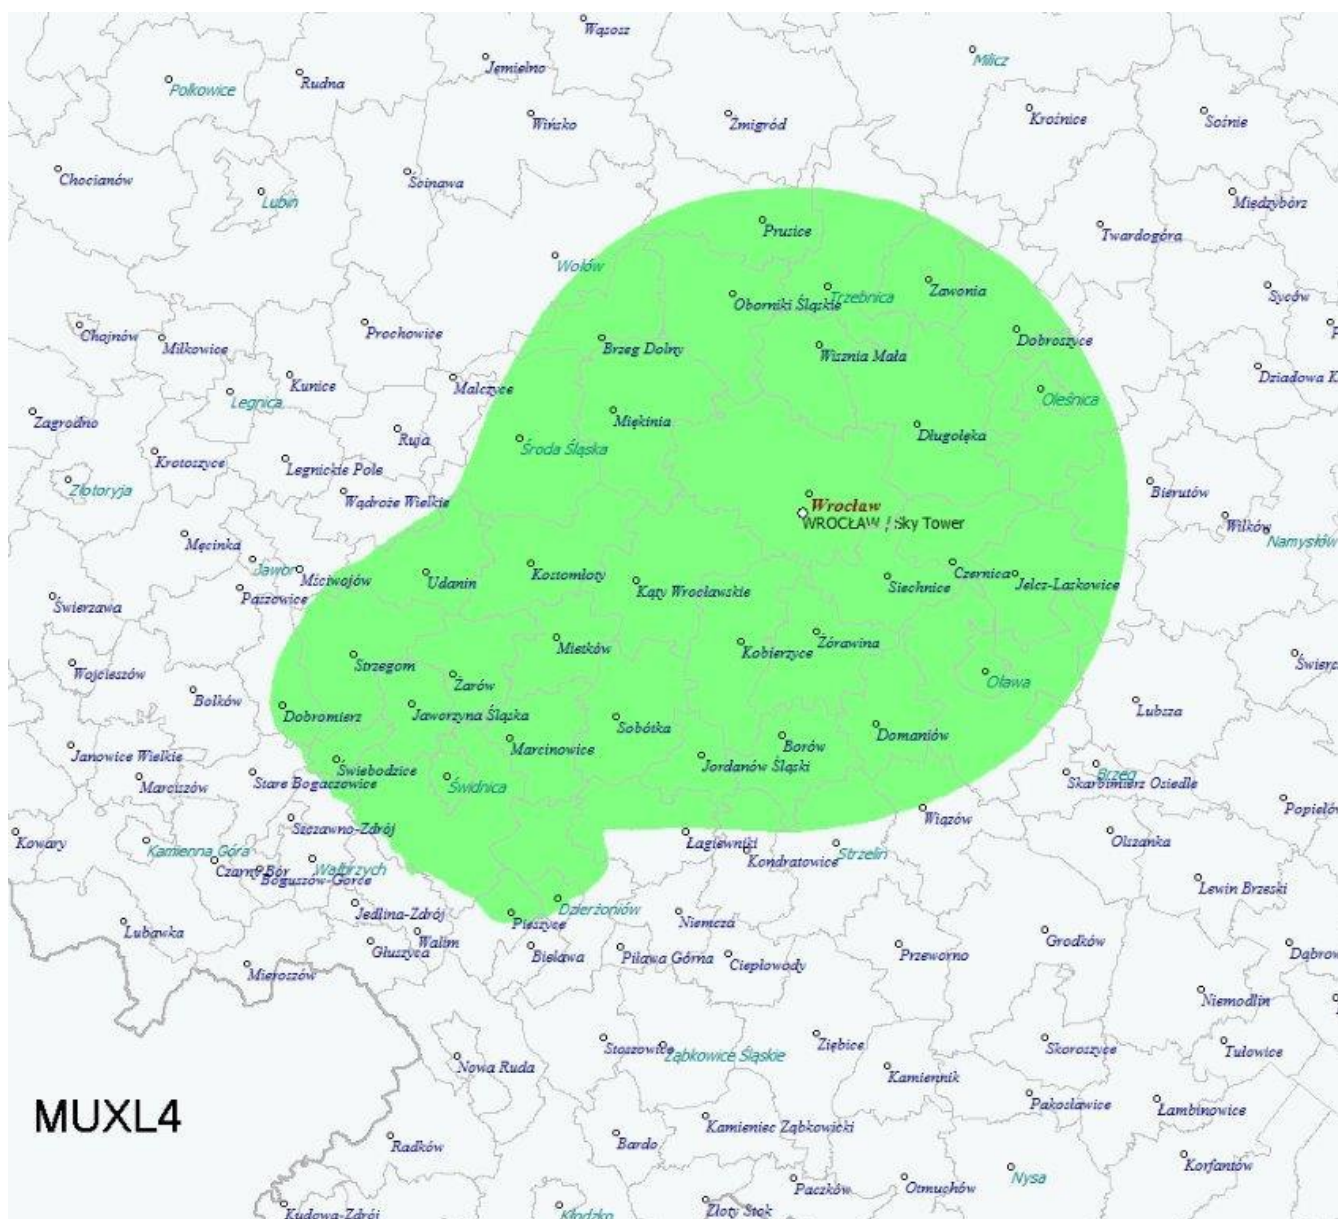 Wąsosz
Jemielno
Milicz
Rudna
Polkowice
Wińsko
Żmigród
Krośnice
Sośnie
Chocianów
Ścinawa
Lubin
Międzybórz
Prusice
Twardogóra
Wołów
Oborniki Śląskie
Trzebnica
Zawonia
Syców
Chojnów
Miłkowice
Prochowice
Brzeg Dolny
Wisznia Mała
Dobroszyce
Kunice
Malczyce
Dziadowa K
Legnica
Oleśnica
Zagrodno
Ruja
Miękinia
Długołęka
Krotoszyce
Legnickie Pole
Środa Śląska
Złotoryja
Wądroże Wielkie
Bierutów
Wrocław
WROCŁAW / Sky Tower
Wilków
Namysłów
Męcinka
Jawor
Mściwojów
Udanin
Kostomłoty
Kąty Wrocławskie
Siechnice
Czernica
Jelcz-Laskowice
Paszowice
Świerzawa
Mietków
Kobierzyce
Żórawina
Wojcieszów
Strzegom
Żarów
Oława
Świerc
Bolków
Dobromierz
Jaworzyna Śląska
Sobótka
Domaniów
Lubsza
Janowice Wielkie
Marcinowice
Borów
Jordanów Śląski
Marciszów
Stare Bogaczowice
Świebodzice
Świdnica
Brzeg
Skarbimierz Osiedle
Popielów
Szczawno-Zdrój
Wiązów
Kowary
Kamienna Góra
Łagiewniki
Kondratowice
Strzelin
Olszanka
Czarny Bór
Boguszów-Gorce
Wałbrzych
Lewin Brzeski
Jedlina-Zdrój
Pieszyce
Dzierżoniów
Niemcza
Lubawka
Głuszyca
Walim
Bielawa
Piława Górna
Ciepłowody
Przeworno
Grodków
Dąbrow
Mieroszów
Niemodlin
Nowa Ruda
Stoszowice
Ząbkowice Śląskie
Ziębice
Skoroszyce
Tułowice
Kamiennik
MUXL4
Pakosławice
Łambinowice
Radków
Bardo
Kamieniec Ząbkowicki
Korfantów
Paczków
Otmuchów
Nysa
Kudowa-Zdrój
Kłodzko
Złoty Stok